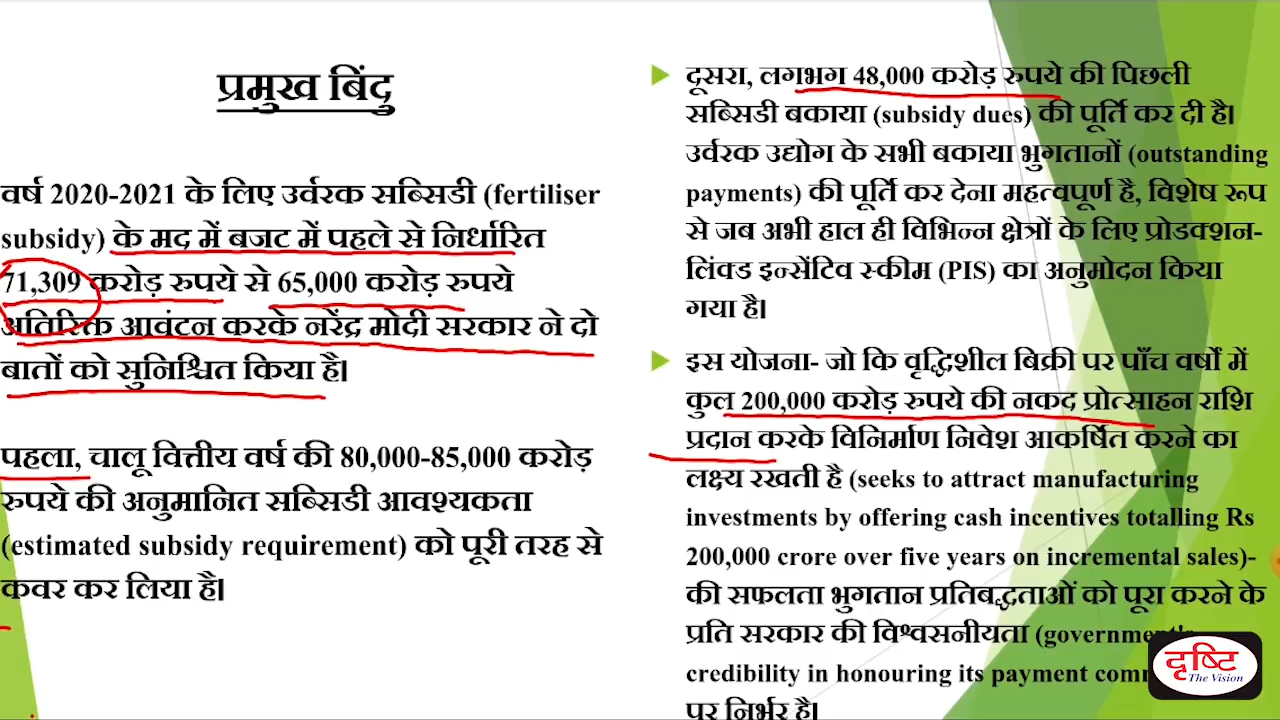 प्रमुख बिंदु
वर्ष 2020-2021 के लिए उर्वरक सब्सिडी (fertiliser
subsidy) के मद में बजट में पहले से निर्धारित
71,309 करोड़ रुपये से 65,000 करोड़ रुपये
अतिरिक्त आवंटन करके नरेंद्र मोदी सरकार ने दो
बातों को सुनिश्चित किया है।
पहला, चालू वित्तीय वर्ष की 80,000-85,000 करोड़
रुपये की अनुमानित सब्सिडी आवश्यकता
(estimated subsidy requirement) को पूरी तरह से
कवर कर लिया है।
दूसरा, लगभग 48,000 करोड़ रुपये की पिछली
सब्सिडी बकाया (subsidy dues) की पूर्ति कर दी है।
उर्वरक उद्योग के सभी बकाया भुगतानों (outstanding
payments) की पूर्ति कर देना महत्वपूर्ण है, विशेष रूप
से जब अभी हाल ही विभिन्न क्षेत्रों के लिए प्रोडक्शन-
लिंक्ड इन्सेंटिव स्कीम (PIS) का अनुमोदन किया
गया है।
इस योजना- जो कि वृद्धिशील बिक्री पर पाँच वर्षों में
कुल 200,000 करोड़ रुपये की नकद प्रोत्साहन राशि
प्रदान करके विनिर्माण निवेश आकर्षित करने का
लक्ष्य रखती है (seeks to attract manufacturing
investments by offering cash incentives totalling Rs
200,000 crore over five years on incremental sales)-
की सफलता भुगतान प्रतिबद्धताओं को पूरा करने के
प्रति सरकार की विश्वसनीयता (government's
credibility in honouring its payment
पर निर्भर है।
दृष्टि
The Vision